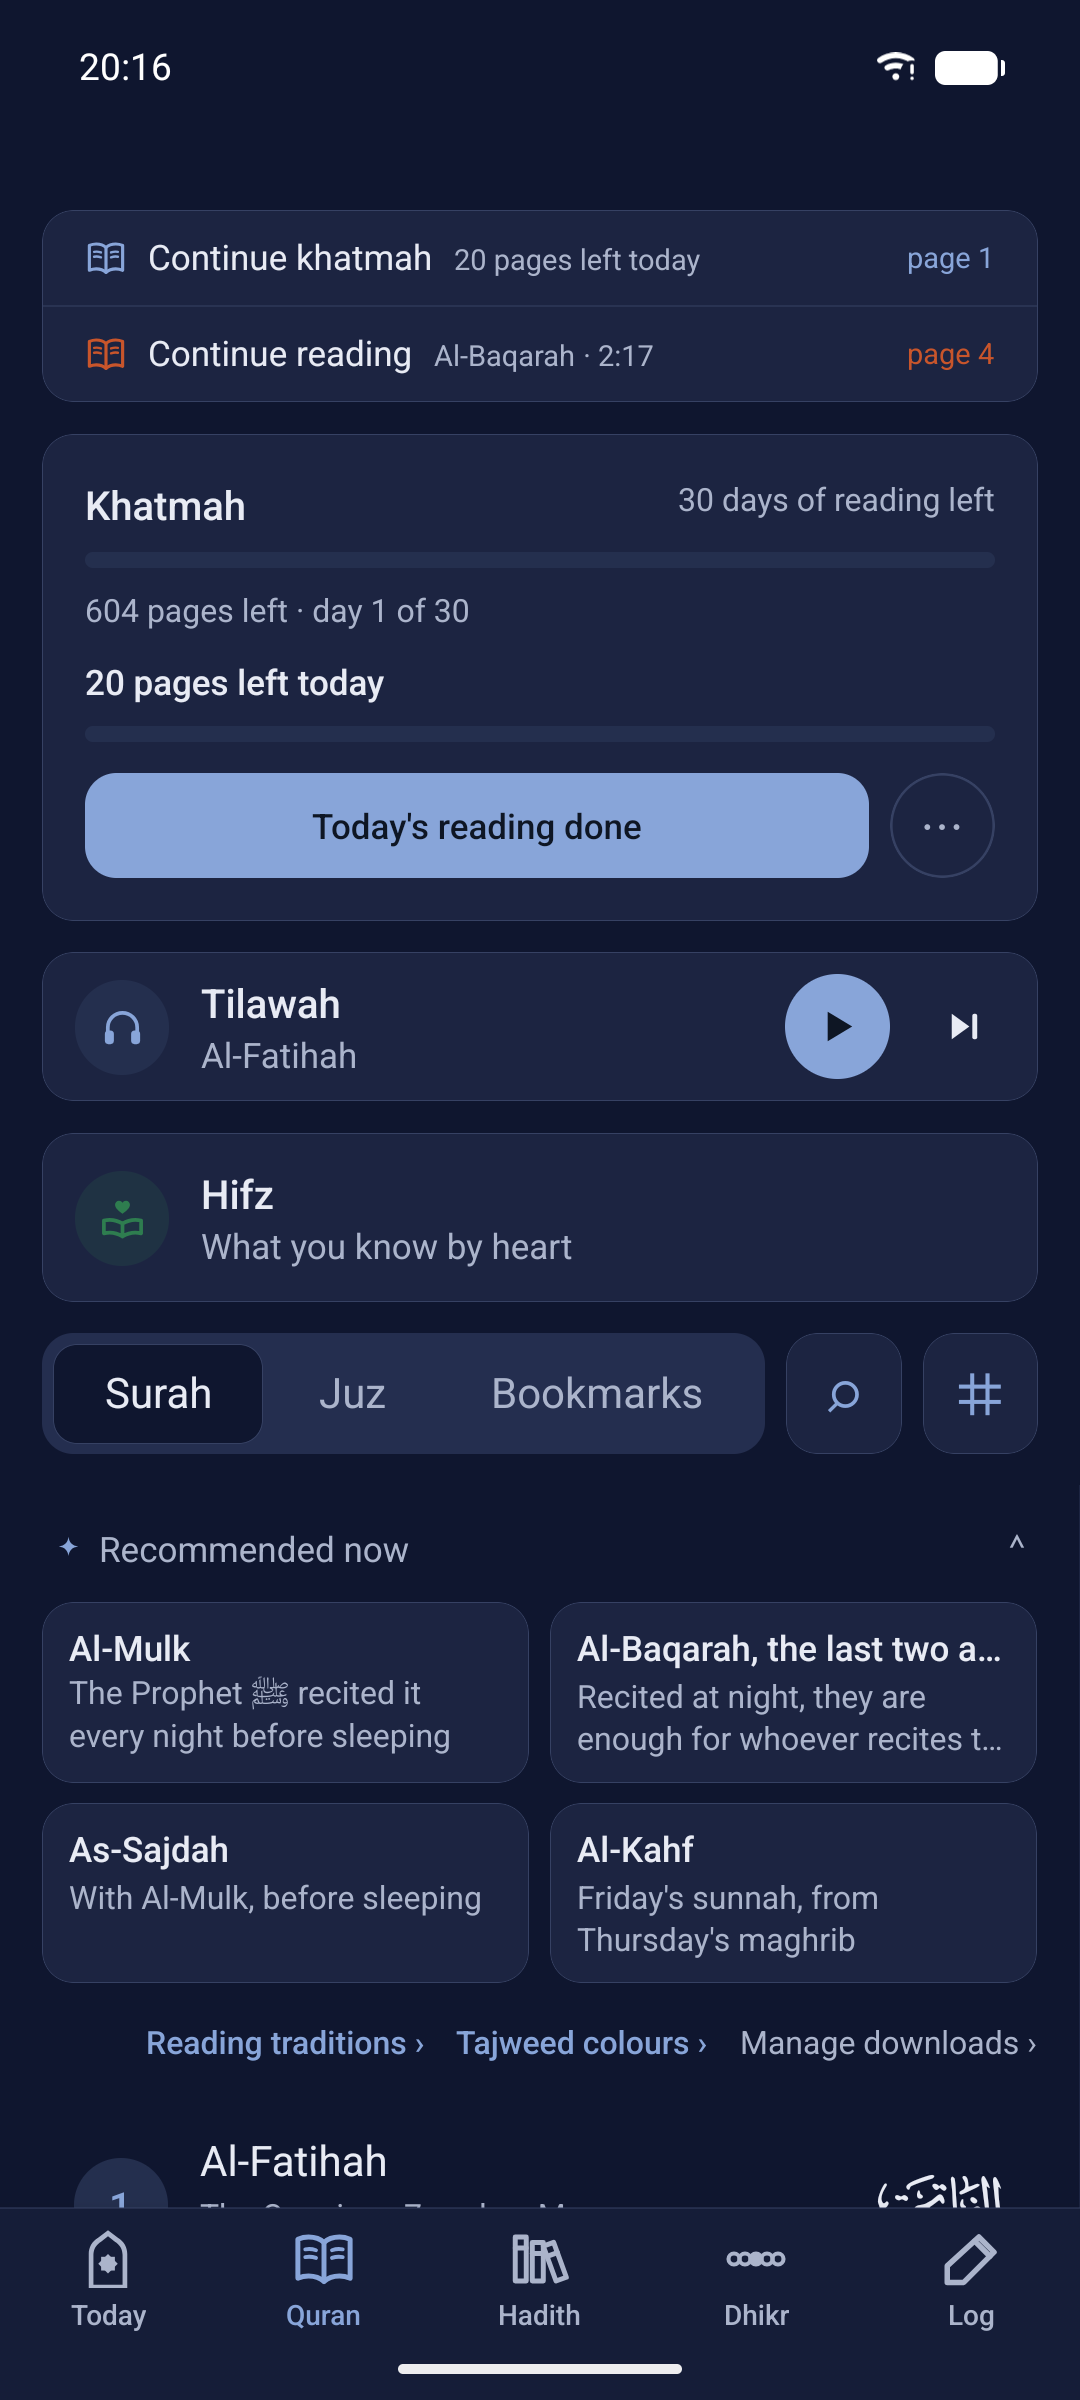 20:16
Continue khatmah 20 pages left today page 1
Continue reading Al-Baqarah · 2:17 page 4
Khatmah 30 days of reading left
604 pages left · day 1 of 30
20 pages left today
Today's reading done
Tilawah
Al-Fatihah
Hifz
What you know by heart
Surah Juz Bookmarks
Recommended now
Al-Mulk
The Prophet ﷺ recited it
every night before sleeping
Al-Baqarah, the last two a...
Recited at night, they are
enough for whoever recites t...
As-Sajdah
With Al-Mulk, before sleeping
Al-Kahf
Friday's sunnah, from
Thursday's maghrib
Reading traditions › Tajweed colours › Manage downloads ›
Al-Fatihah
1
Today Quran Hadith Dhikr Log